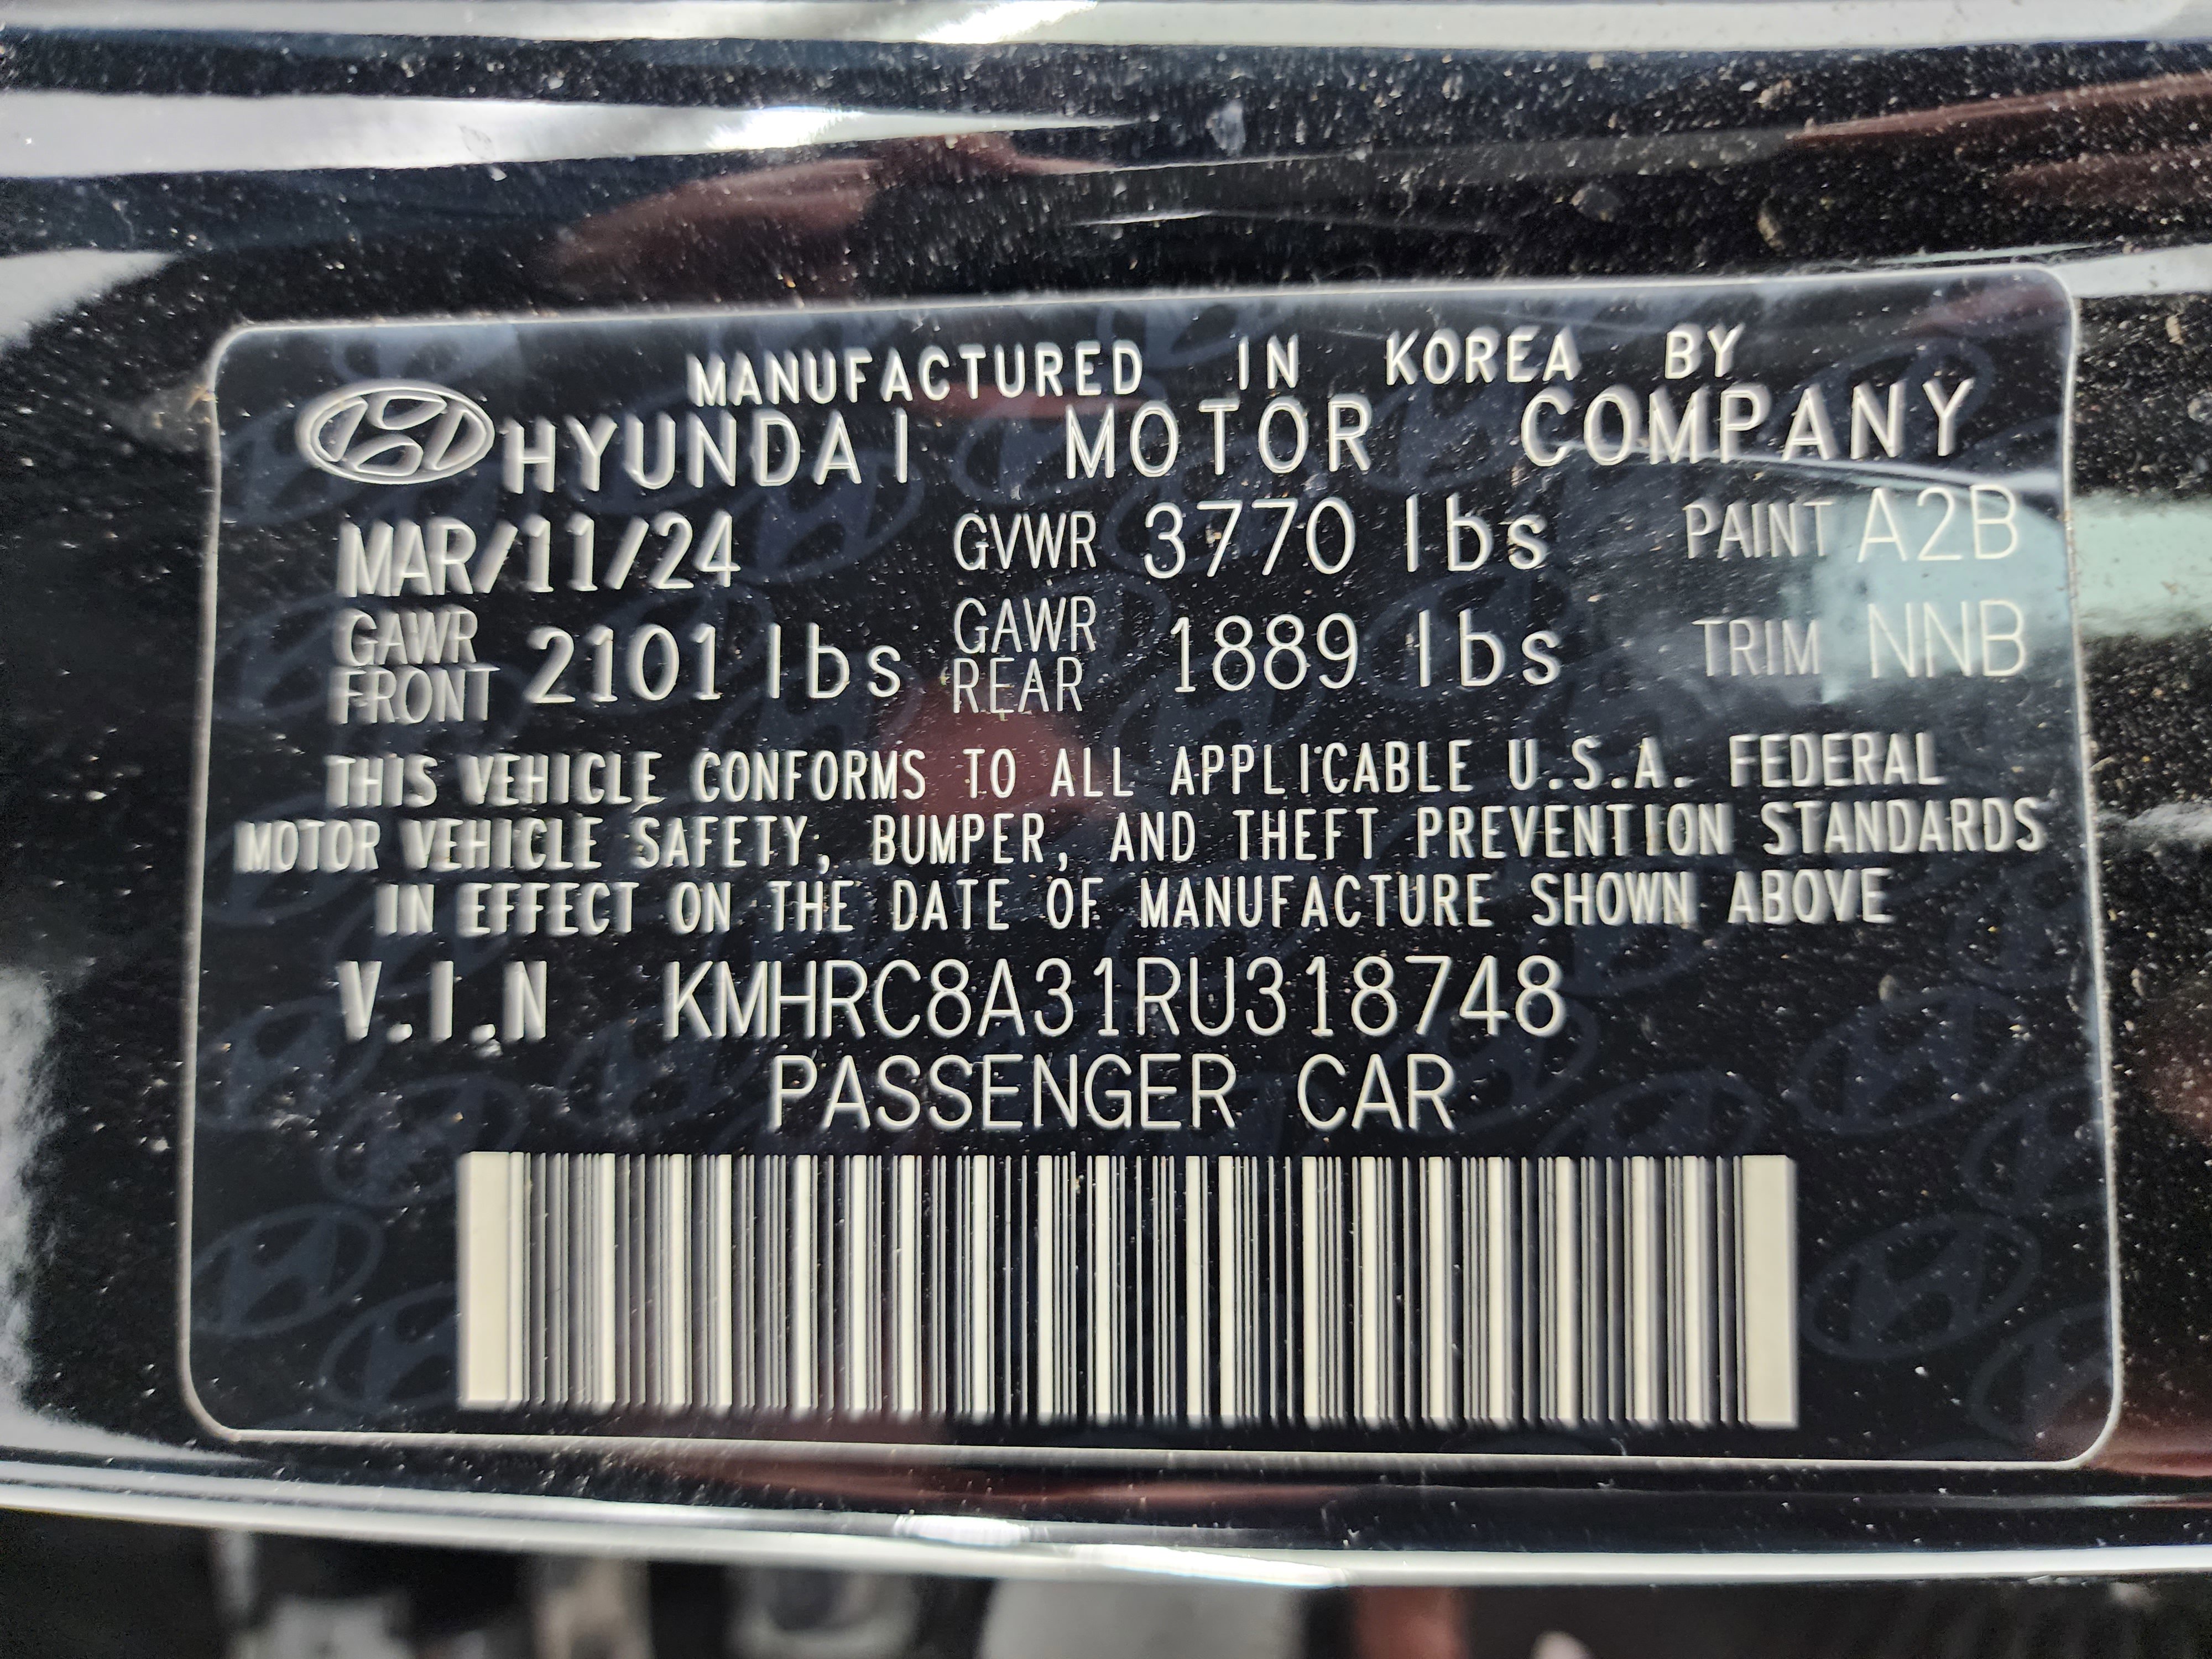 MANUFACTURED IN KOREA BY
HYUNDAI MOTOR COMPANY
MAR/11/24 GVWR 3770 lbs PAINT A2B
GAWR FRONT 2101 lbs GAWR REAR 1889 lbs TRIM NNB
THIS VEHICLE CONFORMS TO ALL APPLICABLE U.S.A. FEDERAL
MOTOR VEHICLE SAFETY, BUMPER, AND THEFT PREVENTION STANDARDS
IN EFFECT ON THE DATE OF MANUFACTURE SHOWN ABOVE
V.I.N KMHRC8A31RU318748
PASSENGER CAR